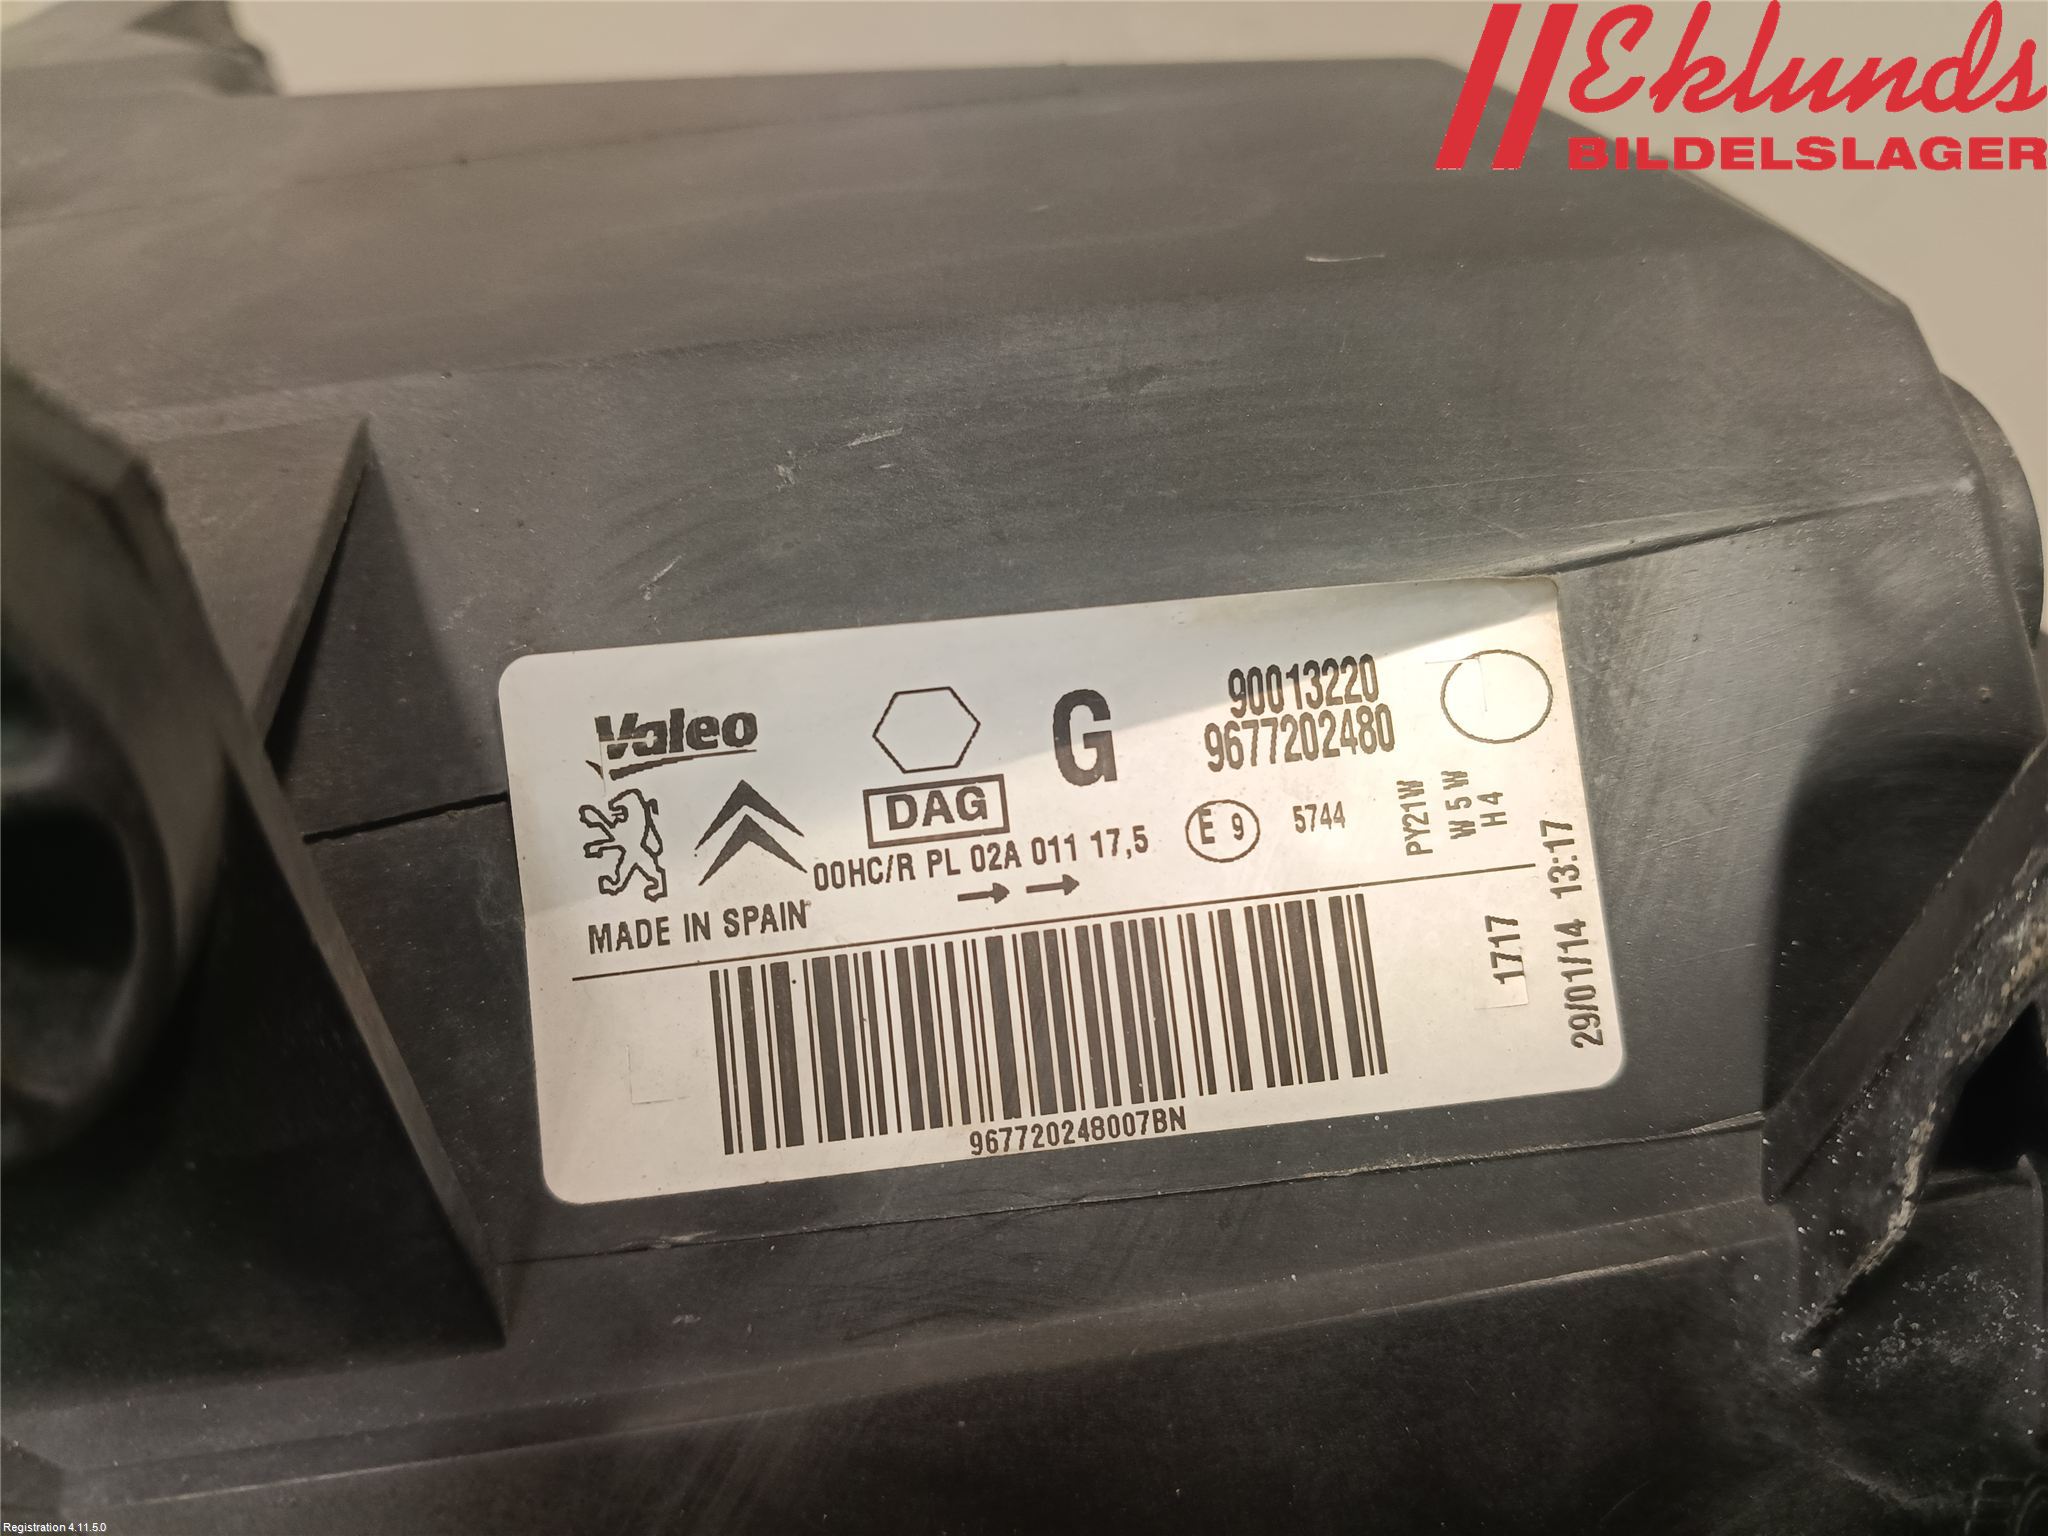 Eklunds
BILDELSLAGER
Valeo
G
90013220
9677202480
DAG
00HC/R PL 02A 011 17,5
E 9
5744
PY21W
W5W
H4
MADE IN SPAIN
1717
29/01/14 13:17
967720248007BN
Registration 4.11.5.0